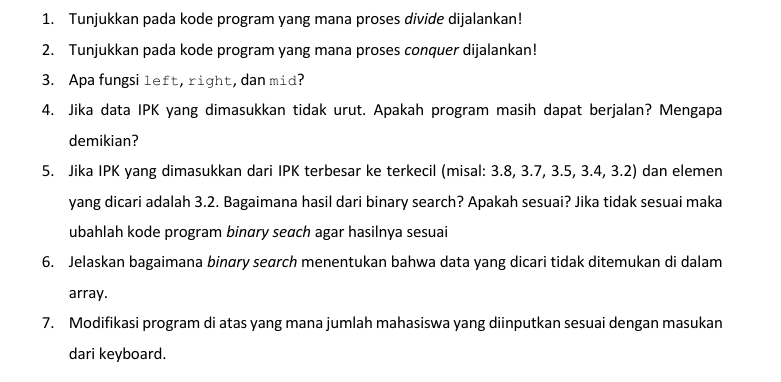 1. Tunjukkan pada kode program yang mana proses divide dijalankan!
2. Tunjukkan pada kode program yang mana proses conquer dijalankan!
3. Apa fungsi left, right, dan mid?
4. Jika data IPK yang dimasukkan tidak urut. Apakah program masih dapat berjalan? Mengapa
demikian?
5. Jika IPK yang dimasukkan dari IPK terbesar ke terkecil (misal: 3.8, 3.7, 3.5, 3.4, 3.2) dan elemen
yang dicari adalah 3.2. Bagaimana hasil dari binary search? Apakah sesuai? Jika tidak sesuai maka
ubahlah kode program binary seach agar hasilnya sesuai
6. Jelaskan bagaimana binary search menentukan bahwa data yang dicari tidak ditemukan di dalam
array.
7. Modifikasi program di atas yang mana jumlah mahasiswa yang diinputkan sesuai dengan masukan
dari keyboard.